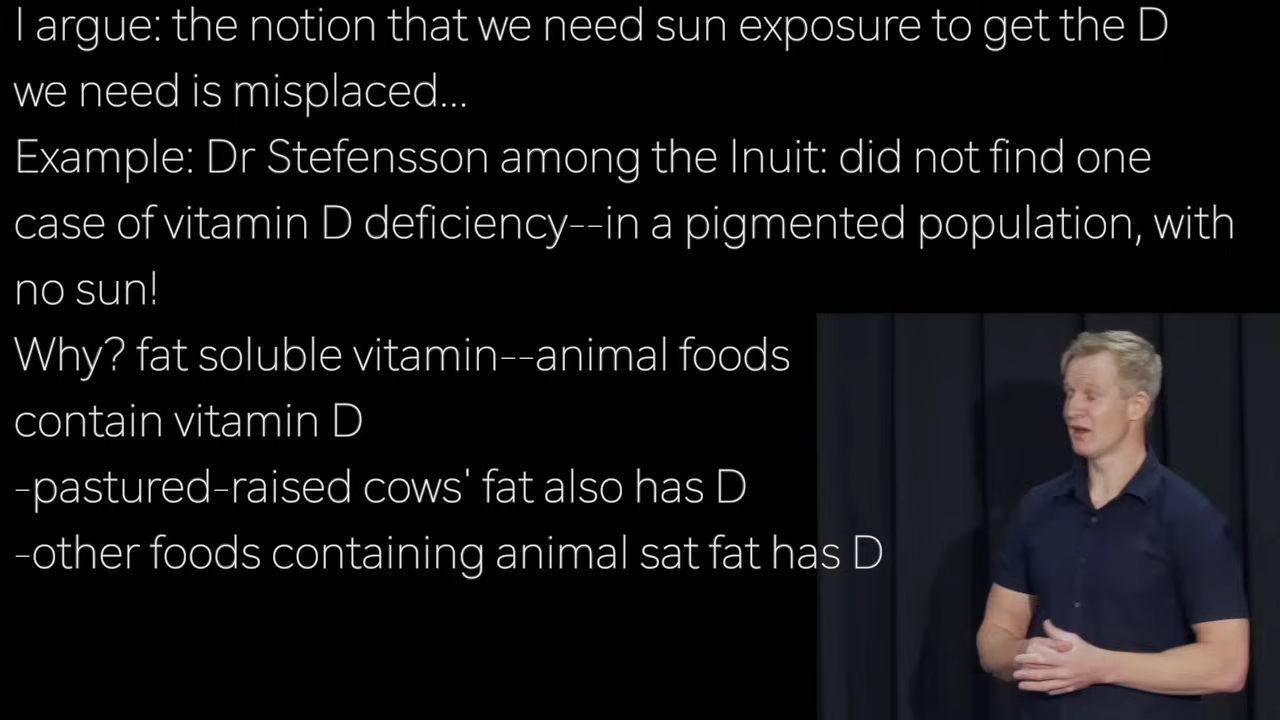 I argue: the notion that we need sun exposure to get the D
we need is misplaced...
Example: Dr Stefensson among the Inuit: did not find one
case of vitamin D deficiency--in a pigmented population, with
no sun!
Why? fat soluble vitamin--animal foods
contain vitamin D
-pastured-raised cows' fat also has D
-other foods containing animal sat fat has D